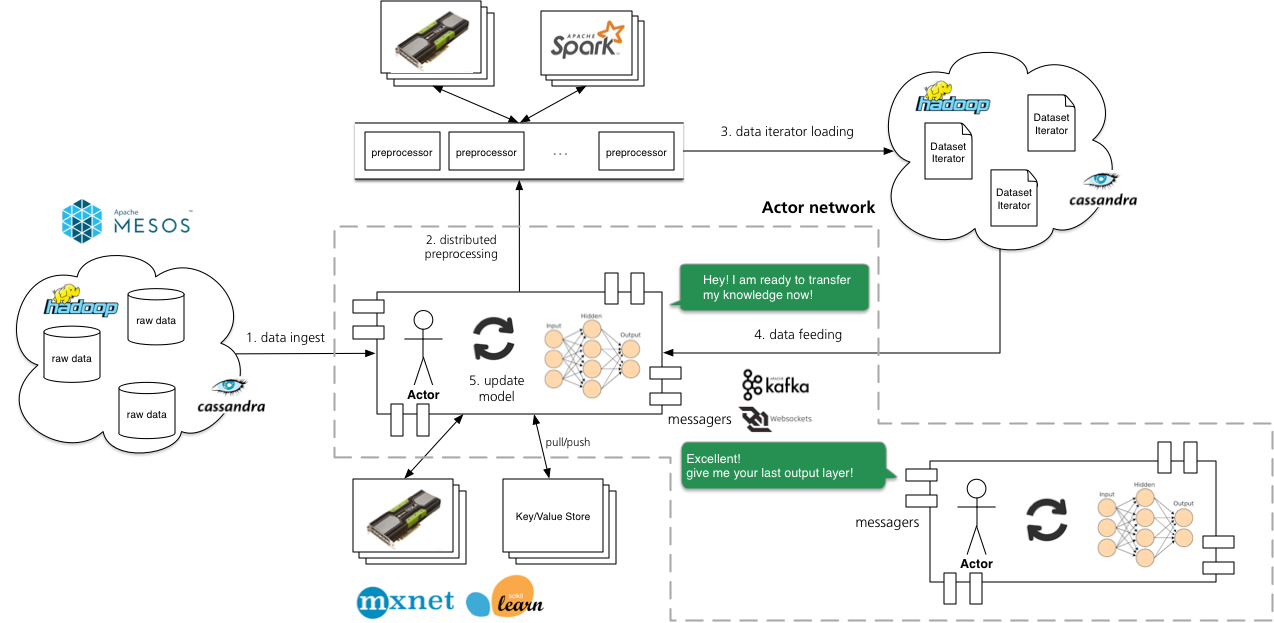 APACHE
Spark
hadoop
Dataset
Iterator
Dataset
Iterator
Dataset
Iterator
cassandra
3. data iterator loading
preprocessor
preprocessor
...
preprocessor
Actor network
Apache
MESOS
2. distributed
preprocessing
Hey! I am ready to transfer
my knowledge now!
hadoop
raw data
raw data
raw data
cassandra
1. data ingest
Actor
5. update
model
Input
Hidden
Output
4. data feeding
messagers
APACHE
kafka
Websockets
pull/push
Excellent!
give me your last output layer!
Key/Value Store
messagers
Actor
Input
Hidden
Output
mxnet
scikit
learn